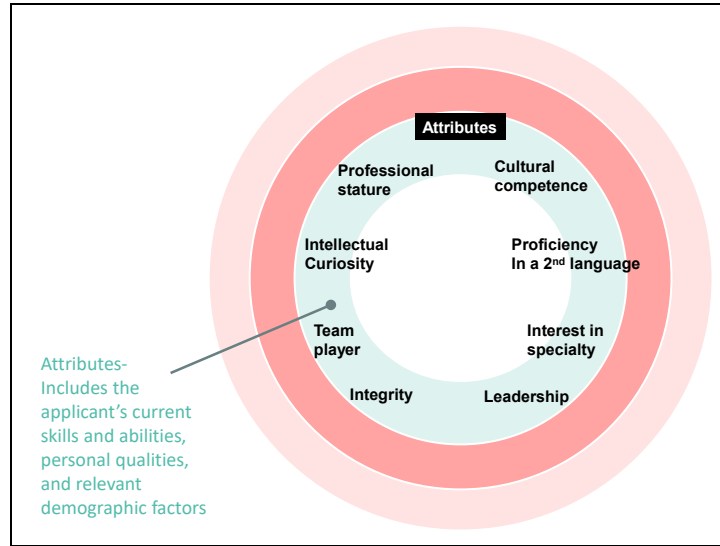 Attributes
Professional
stature
Cultural
competence
Intellectual
Curiosity
Proficiency
In a 2nd language
Team
player
Interest in
specialty
Integrity
Leadership
Attributes-
Includes the
applicant’s current
skills and abilities,
personal qualities,
and relevant
demographic factors